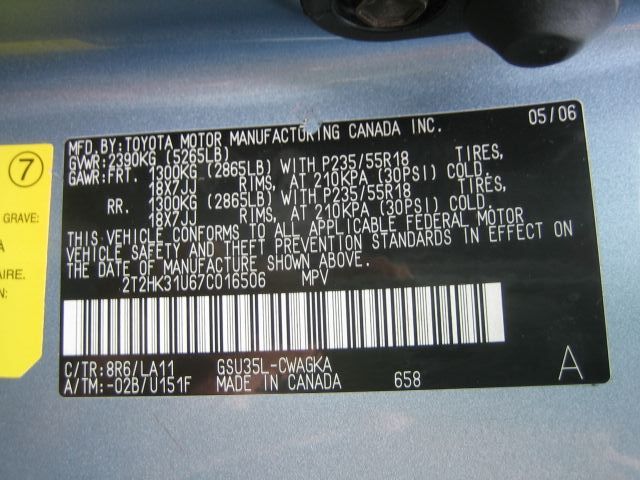 MFD.BY:TOYOTA MOTOR MANUFACTURING CANADA INC. 05/06
GVWR:2390KG (5265LB)
GAWR:FRT. 1300KG (2865LB) WITH P235/55R18 TIRES,
18X7JJ RIMS, AT 210KPA (30PSI) COLD.
RR. 1300KG (2865LB) WITH P235/55R18 TIRES,
18X7JJ RIMS, AT 210KPA (30PSI) COLD.
THIS VEHICLE CONFORMS TO ALL APPLICABLE FEDERAL MOTOR
VEHICLE SAFETY AND THEFT PREVENTION STANDARDS IN EFFECT ON
THE DATE OF MANUFACTURE SHOWN ABOVE.
2T2HK31U67C016506 MPV
C/TR:8R6/LA11 GSU35L-CWAGKA
A/TM:-02B/U151F MADE IN CANADA 658 A
7
GRAVE:
A
AIRE.
N: